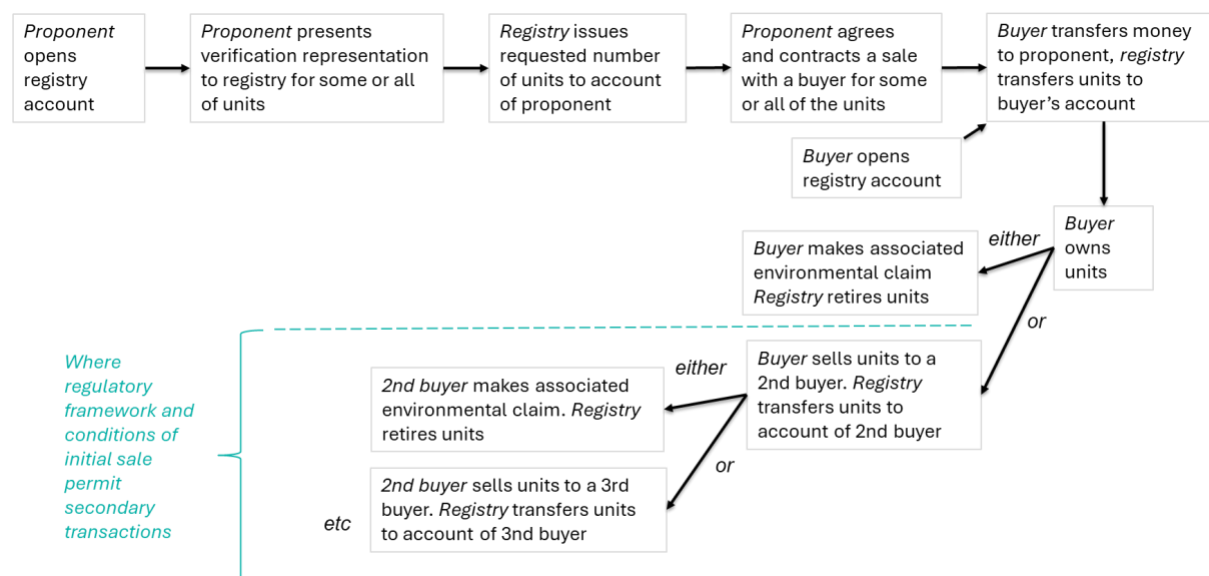 Proponent
opens
registry
account
Proponent presents
verification representation
to registry for some or all
of units
Registry issues
requested number
of units to account
of proponent
Proponent agrees
and contracts a sale
with a buyer for some
or all of the units
Buyer transfers money
to proponent, registry
transfers units to
buyer’s account
Buyer opens
registry account
Buyer
owns
units
either
Buyer makes associated
environmental claim
Registry retires units
or
Where
regulatory
framework and
conditions of
initial sale
permit
secondary
transactions
Buyer sells units to a
2nd buyer. Registry
transfers units to
account of 2nd buyer
either
2nd buyer makes associated
environmental claim. Registry
retires units
or
2nd buyer sells units to a 3rd
buyer. Registry transfers units
to account of 3nd buyer
etc